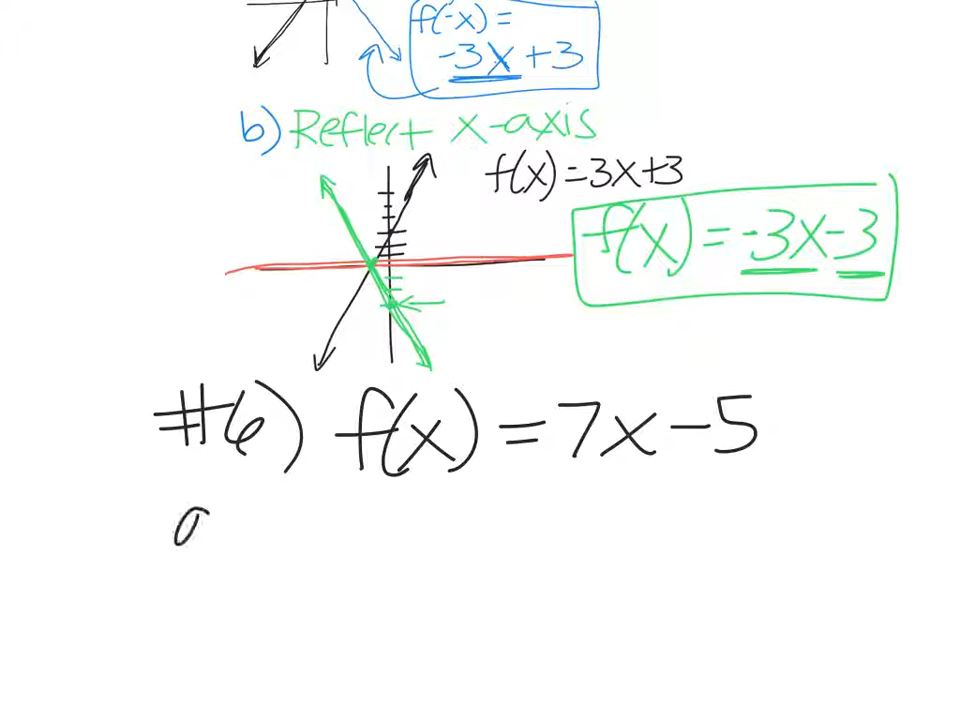 f(-x) =
-3x + 3
b) Reflect x-axis
f(x) = 3x+3
f(x) = -3x-3
#6) f(x) = 7x-5
a